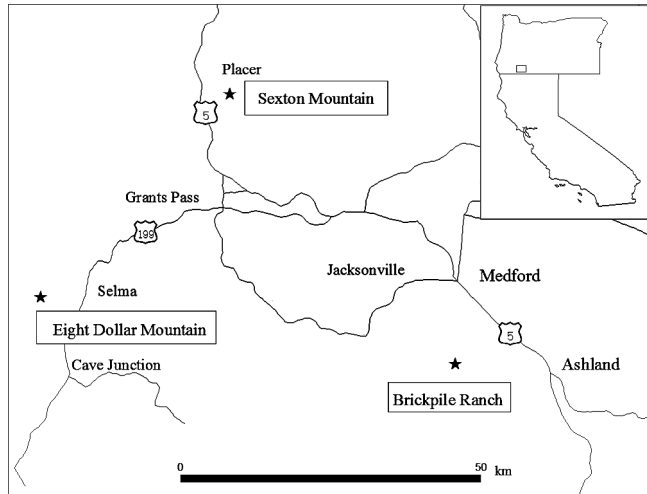 Placer
Sexton Mountain
5
Grants Pass
199
Jacksonville
Medford
Selma
Eight Dollar Mountain
5
Cave Junction
Ashland
Brickpile Ranch
0
50
km